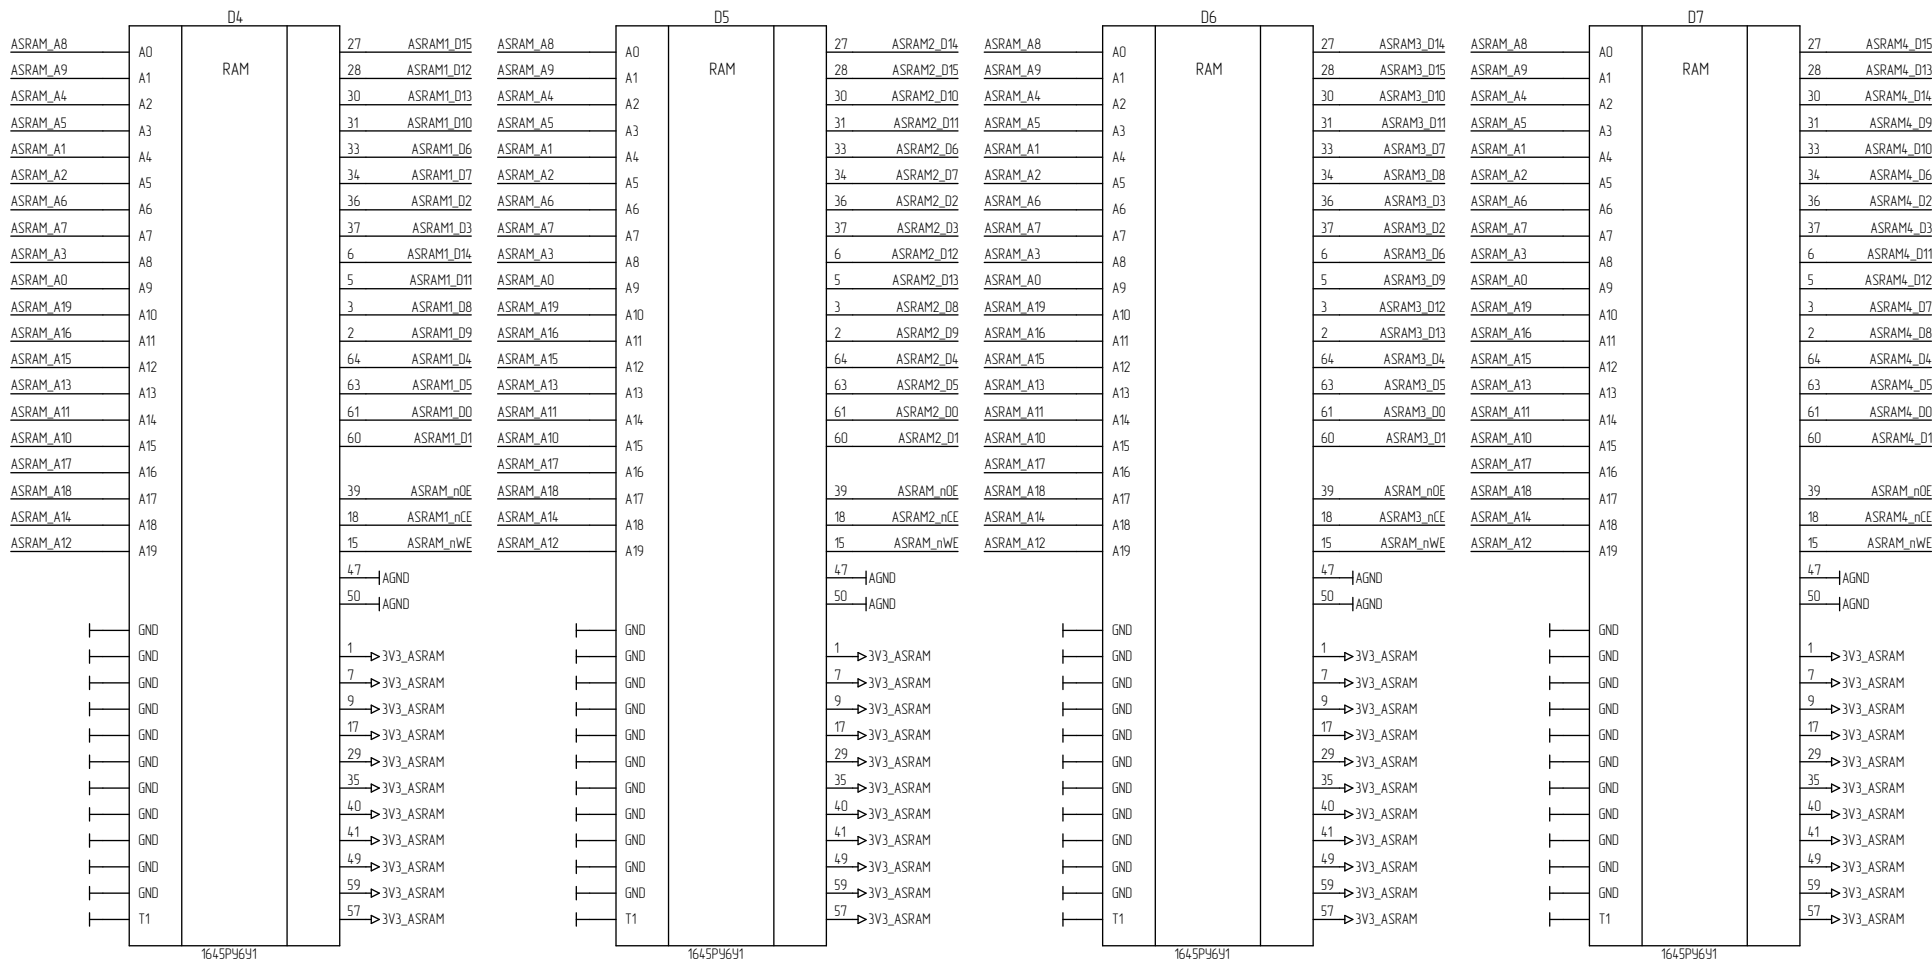 D4 D5 D6 D7
RAM RAM RAM RAM
ASRAM_A8 A0 27 ASRAM1_D15 ASRAM_A8 A0 27 ASRAM2_D14 ASRAM_A8 A0 27 ASRAM3_D14 ASRAM_A8 A0 27 ASRAM4_D15
ASRAM_A9 A1 28 ASRAM1_D12 ASRAM_A9 A1 28 ASRAM2_D15 ASRAM_A9 A1 28 ASRAM3_D15 ASRAM_A9 A1 28 ASRAM4_D13
ASRAM_A4 A2 30 ASRAM1_D13 ASRAM_A4 A2 30 ASRAM2_D10 ASRAM_A4 A2 30 ASRAM3_D10 ASRAM_A4 A2 30 ASRAM4_D14
ASRAM_A5 A3 31 ASRAM1_D10 ASRAM_A5 A3 31 ASRAM2_D11 ASRAM_A5 A3 31 ASRAM3_D11 ASRAM_A5 A3 31 ASRAM4_D9
ASRAM_A1 A4 33 ASRAM1_D6 ASRAM_A1 A4 33 ASRAM2_D6 ASRAM_A1 A4 33 ASRAM3_D7 ASRAM_A1 A4 33 ASRAM4_D10
ASRAM_A2 A5 34 ASRAM1_D7 ASRAM_A2 A5 34 ASRAM2_D7 ASRAM_A2 A5 34 ASRAM3_D8 ASRAM_A2 A5 34 ASRAM4_D6
ASRAM_A6 A6 36 ASRAM1_D2 ASRAM_A6 A6 36 ASRAM2_D2 ASRAM_A6 A6 36 ASRAM3_D3 ASRAM_A6 A6 36 ASRAM4_D2
ASRAM_A7 A7 37 ASRAM1_D3 ASRAM_A7 A7 37 ASRAM2_D3 ASRAM_A7 A7 37 ASRAM3_D2 ASRAM_A7 A7 37 ASRAM4_D3
ASRAM_A3 A8 6 ASRAM1_D14 ASRAM_A3 A8 6 ASRAM2_D12 ASRAM_A3 A8 6 ASRAM3_D6 ASRAM_A3 A8 6 ASRAM4_D11
ASRAM_A0 A9 5 ASRAM1_D11 ASRAM_A0 A9 5 ASRAM2_D13 ASRAM_A0 A9 5 ASRAM3_D9 ASRAM_A0 A9 5 ASRAM4_D12
ASRAM_A19 A10 3 ASRAM1_D8 ASRAM_A19 A10 3 ASRAM2_D8 ASRAM_A19 A10 3 ASRAM3_D12 ASRAM_A19 A10 3 ASRAM4_D7
ASRAM_A16 A11 2 ASRAM1_D9 ASRAM_A16 A11 2 ASRAM2_D9 ASRAM_A16 A11 2 ASRAM3_D13 ASRAM_A16 A11 2 ASRAM4_D8
ASRAM_A15 A12 64 ASRAM1_D4 ASRAM_A15 A12 64 ASRAM2_D4 ASRAM_A15 A12 64 ASRAM3_D4 ASRAM_A15 A12 64 ASRAM4_D4
ASRAM_A13 A13 63 ASRAM1_D5 ASRAM_A13 A13 63 ASRAM2_D5 ASRAM_A13 A13 63 ASRAM3_D5 ASRAM_A13 A13 63 ASRAM4_D5
ASRAM_A11 A14 61 ASRAM1_D0 ASRAM_A11 A14 61 ASRAM2_D0 ASRAM_A11 A14 61 ASRAM3_D0 ASRAM_A11 A14 61 ASRAM4_D0
ASRAM_A10 A15 60 ASRAM1_D1 ASRAM_A10 A15 60 ASRAM2_D1 ASRAM_A10 A15 60 ASRAM3_D1 ASRAM_A10 A15 60 ASRAM4_D1
ASRAM_A17 A16 ASRAM_A17 A16 ASRAM_A17 A16 ASRAM_A17 A16
ASRAM_A18 A17 39 ASRAM_nOE ASRAM_A18 A17 39 ASRAM_nOE ASRAM_A18 A17 39 ASRAM_nOE ASRAM_A18 A17 39 ASRAM_nOE
ASRAM_A14 A18 18 ASRAM1_nCE ASRAM_A14 A18 18 ASRAM2_nCE ASRAM_A14 A18 18 ASRAM3_nCE ASRAM_A14 A18 18 ASRAM4_nCE
ASRAM_A12 A19 15 ASRAM_nWE ASRAM_A12 A19 15 ASRAM_nWE ASRAM_A12 A19 15 ASRAM_nWE ASRAM_A12 A19 15 ASRAM_nWE
47 AGND 47 AGND 47 AGND 47 AGND
50 AGND 50 AGND 50 AGND 50 AGND
GND GND GND GND
GND 1 3V3_ASRAM GND 1 3V3_ASRAM GND 1 3V3_ASRAM GND 1 3V3_ASRAM
GND 7 3V3_ASRAM GND 7 3V3_ASRAM GND 7 3V3_ASRAM GND 7 3V3_ASRAM
GND 9 3V3_ASRAM GND 9 3V3_ASRAM GND 9 3V3_ASRAM GND 9 3V3_ASRAM
GND 17 3V3_ASRAM GND 17 3V3_ASRAM GND 17 3V3_ASRAM GND 17 3V3_ASRAM
GND 29 3V3_ASRAM GND 29 3V3_ASRAM GND 29 3V3_ASRAM GND 29 3V3_ASRAM
GND 35 3V3_ASRAM GND 35 3V3_ASRAM GND 35 3V3_ASRAM GND 35 3V3_ASRAM
GND 40 3V3_ASRAM GND 40 3V3_ASRAM GND 40 3V3_ASRAM GND 40 3V3_ASRAM
GND 41 3V3_ASRAM GND 41 3V3_ASRAM GND 41 3V3_ASRAM GND 41 3V3_ASRAM
GND 49 3V3_ASRAM GND 49 3V3_ASRAM GND 49 3V3_ASRAM GND 49 3V3_ASRAM
GND 59 3V3_ASRAM GND 59 3V3_ASRAM GND 59 3V3_ASRAM GND 59 3V3_ASRAM
T1 57 3V3_ASRAM T1 57 3V3_ASRAM T1 57 3V3_ASRAM T1 57 3V3_ASRAM
1645РУ6У1 1645РУ6У1 1645РУ6У1 1645РУ6У1